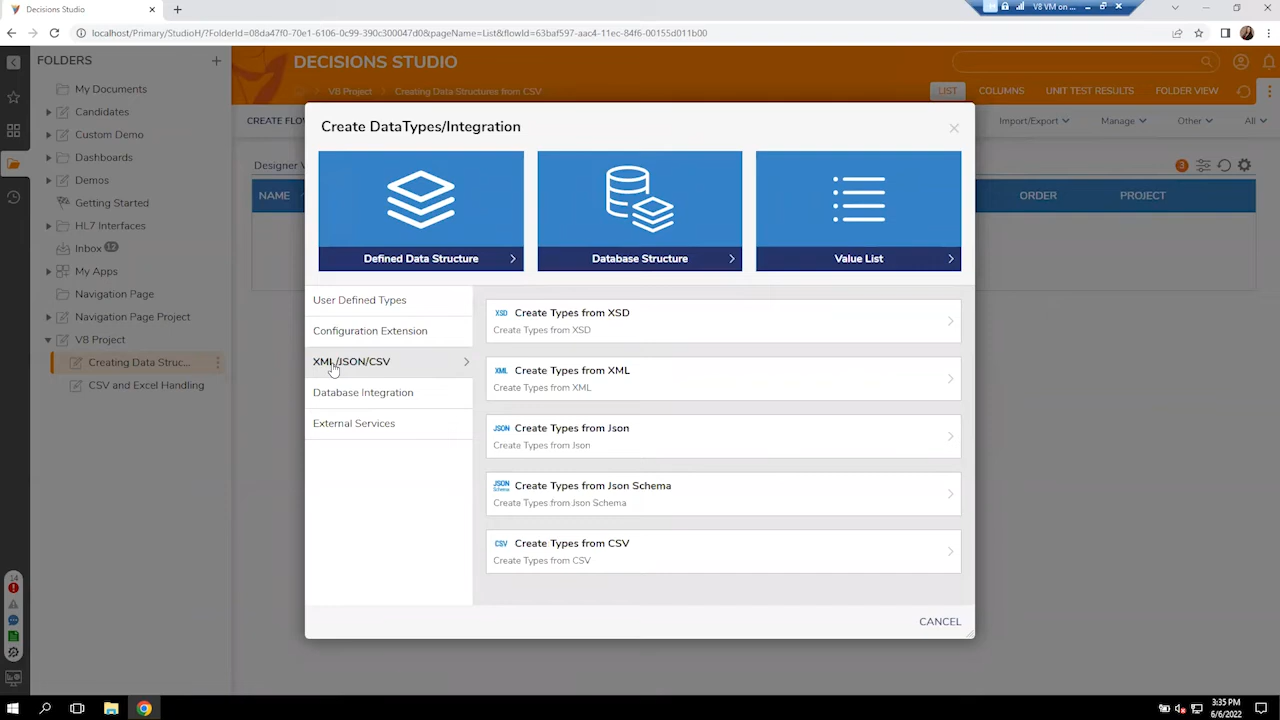 Decisions Studio
V8 VM on ...
localhost/Primary/StudioH/?FolderId=08da47f0-70e1-6106-0c99-390c300047d0&pageName=List&flowId=63baf597-aac4-11ec-84f6-00155d011b00
FOLDERS
DECISIONS STUDIO
My Documents
Candidates
Custom Demo
Dashboards
Demos
Getting Started
HL7 Interfaces
Inbox 12
My Apps
Navigation Page
Navigation Page Project
V8 Project
Creating Data Struc...
CSV and Excel Handling
V8 Project
Creating Data Structures from CSV
LIST
COLUMNS
UNIT TEST RESULTS
FOLDER VIEW
CREATE FLO
Import/Export
Manage
Other
All
Designer
3
NAME
ORDER
PROJECT
Create DataTypes/Integration
Defined Data Structure
Database Structure
Value List
User Defined Types
Configuration Extension
XML/JSON/CSV
Database Integration
External Services
XSD Create Types from XSD
Create Types from XSD
XML Create Types from XML
Create Types from XML
JSON Create Types from Json
Create Types from Json
JSON Schema Create Types from Json Schema
Create Types from Json Schema
CSV Create Types from CSV
Create Types from CSV
CANCEL
14
3:35 PM
6/6/2022